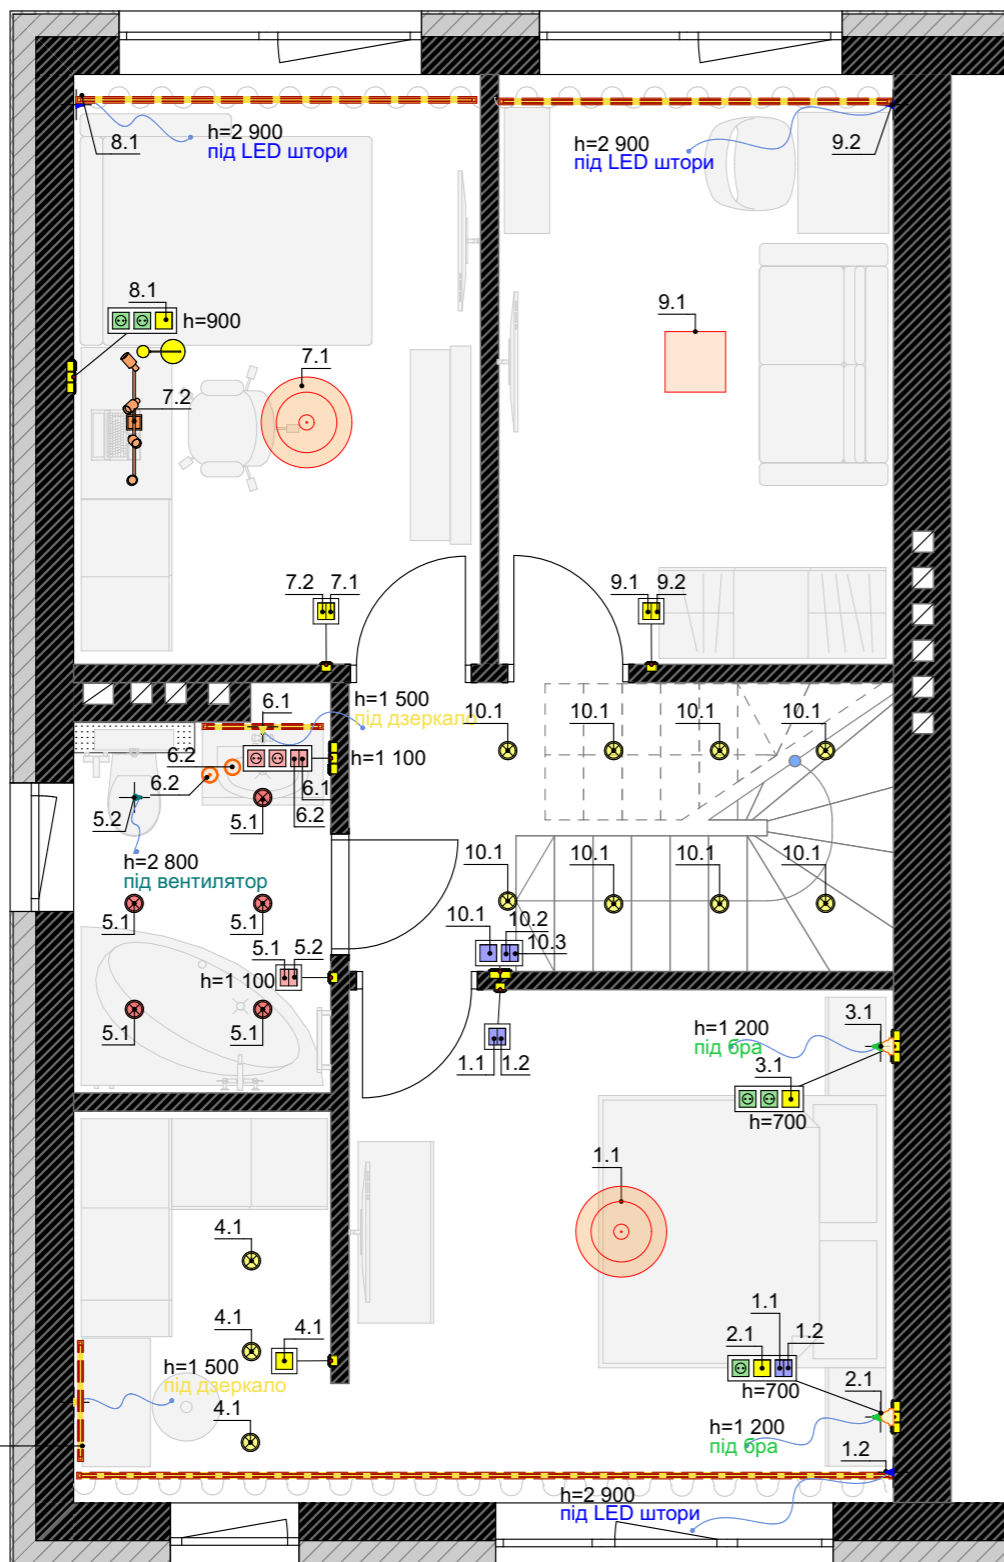 8.1
h=2 900
під LED штори
h=2 900
під LED штори
9.2
8.1
h=900
9.1
7.1
7.2
7.2 7.1
9.1 9.2
6.1
h=1 500
під дзеркало
10.1 10.1 10.1 10.1
6.2
h=1 100
6.2
6.1
5.2
5.1
6.2
h=2 800
під вентилятор
10.1 10.1 10.1 10.1
5.1
5.1
10.1 10.2
10.3
5.1 5.2
h=1 100
5.1
5.1
h=1 200
під бра
3.1
1.1 1.2
3.1
h=700
1.1
4.1
4.1
4.1
1.1
2.1 1.2
h=700
h=1 500
під дзеркало
2.1
4.1
h=1 200
під бра
1.2
h=2 900
під LED штори